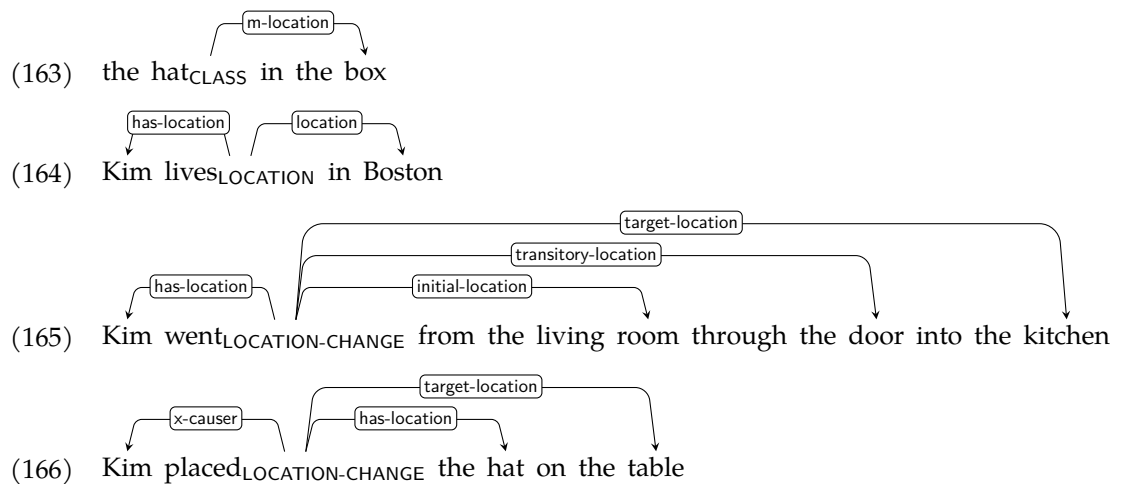 m-location
(163) the hatCLASS in the box
has-location location
(164) Kim livesLOCATION in Boston
target-location
transitory-location
has-location initial-location
(165) Kim wentLOCATION-CHANGE from the living room through the door into the kitchen
target-location
x-causer has-location
(166) Kim placedLOCATION-CHANGE the hat on the table